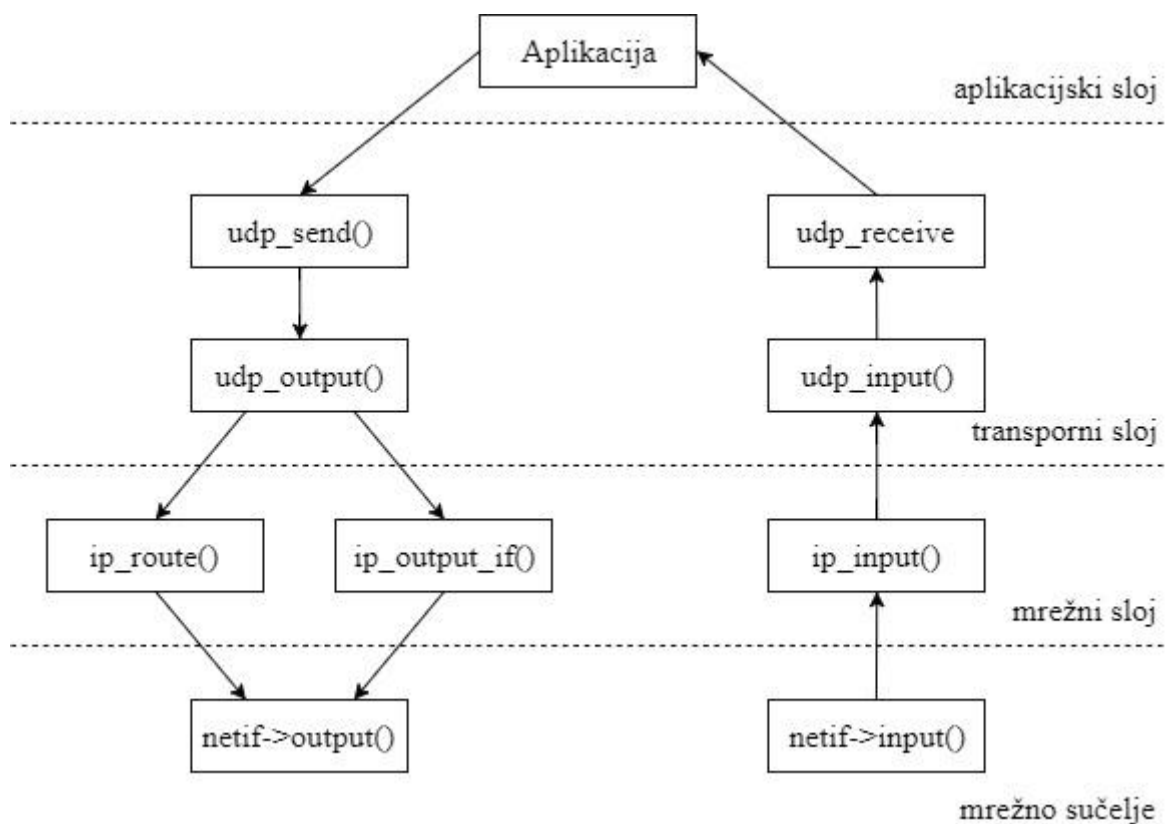 Aplikacija
aplikacijski sloj
udp_send()
udp_receive
udp_output()
udp_input()
transporni sloj
ip_route()
ip_output_if()
ip_input()
mrežni sloj
netif->output()
netif->input()
mrežno sučelje